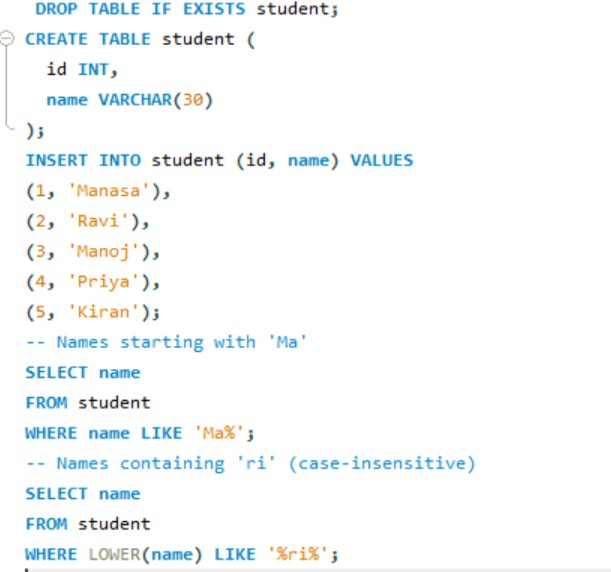 DROP TABLE IF EXISTS student;
CREATE TABLE student (
id INT,
name VARCHAR(30)
);
INSERT INTO student (id, name) VALUES
(1, 'Manasa'),
(2, 'Ravi'),
(3, 'Manoj'),
(4, 'Priya'),
(5, 'Kiran');
-- Names starting with 'Ma'
SELECT name
FROM student
WHERE name LIKE 'Ma%';
-- Names containing 'ri' (case-insensitive)
SELECT name
FROM student
WHERE LOWER(name) LIKE '%ri%';